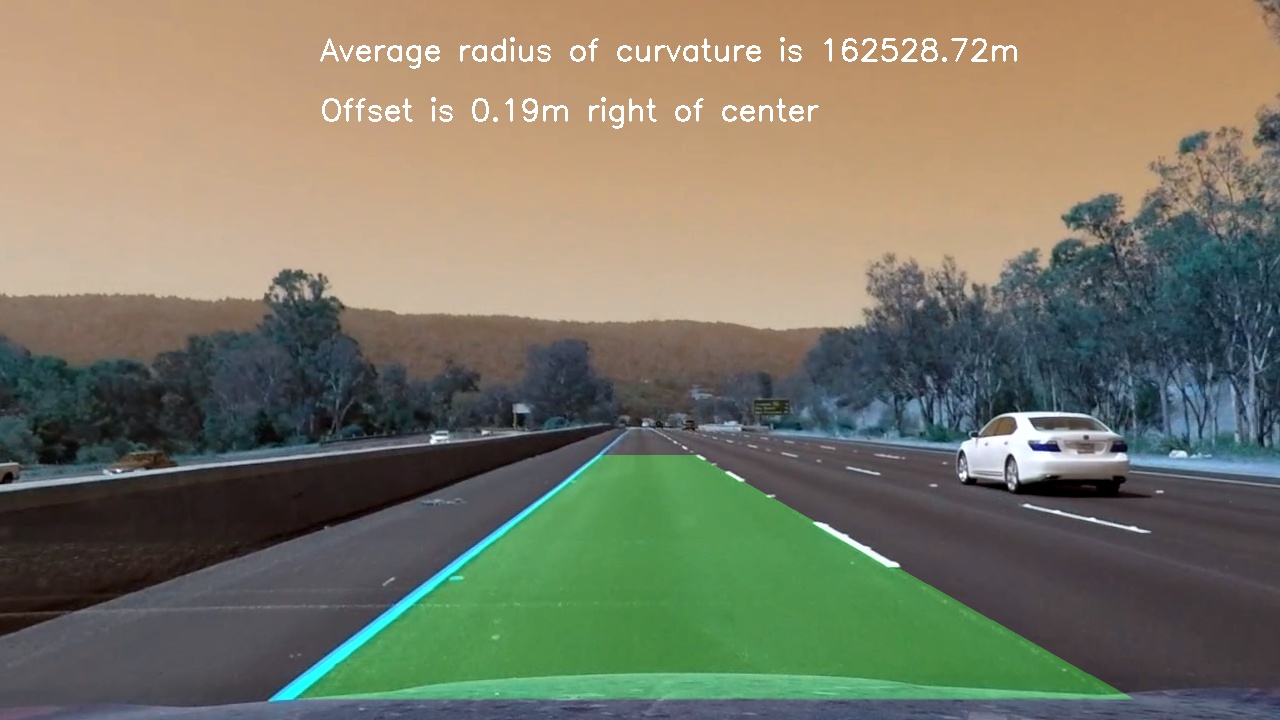 Average radius of curvature is 162528.72m
Offset is 0.19m right of center